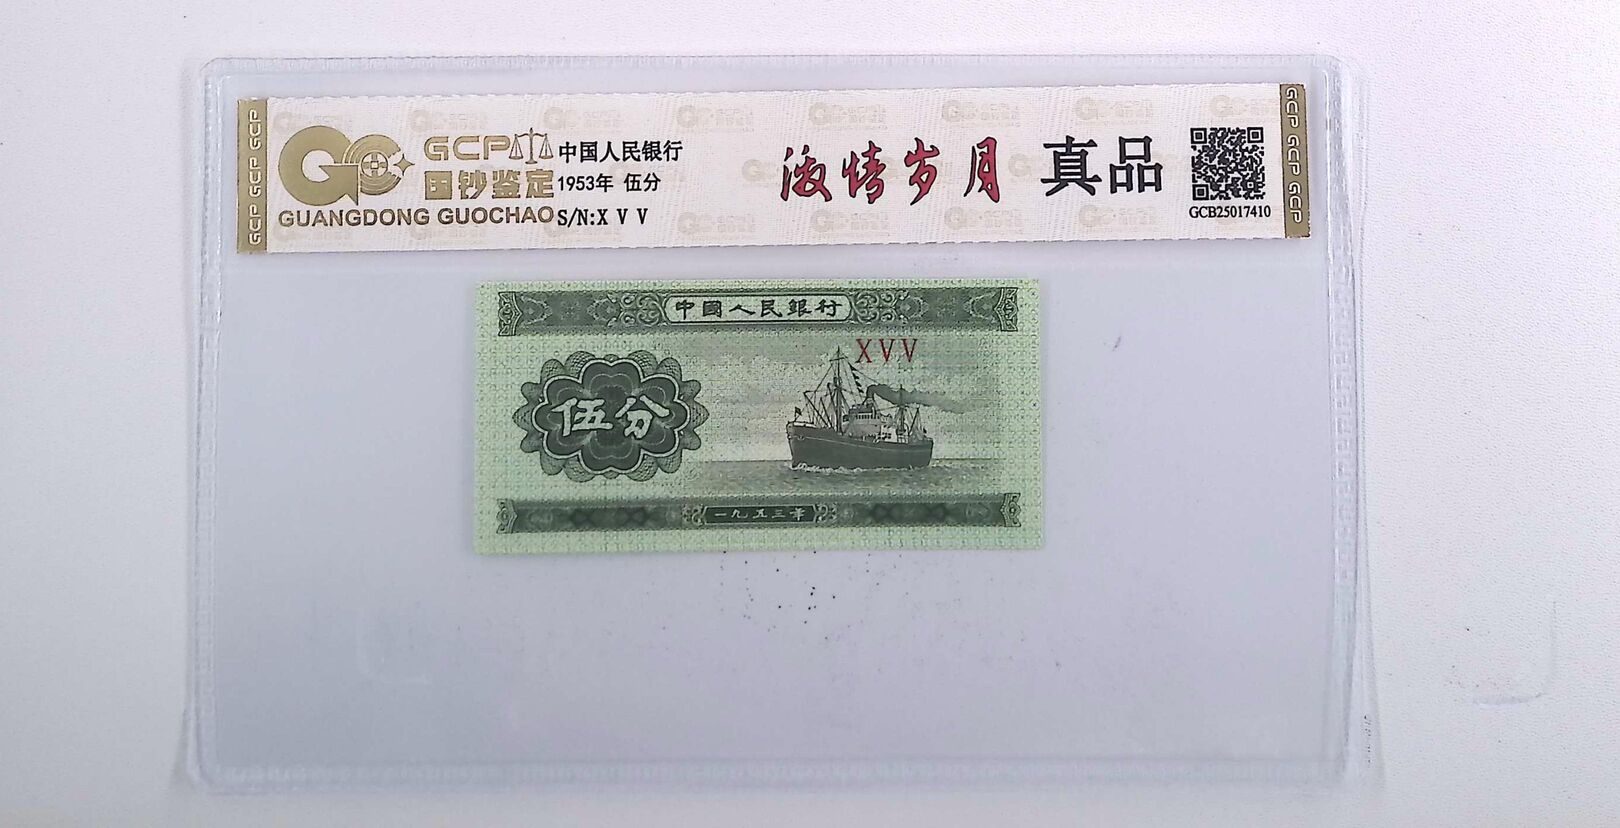 GCP GCP GCP
GCP
国钞鉴定
GUANGDONG GUOCHAO
中国人民银行
1953年 伍分
S/N:X V V
激情岁月 真品
GCB25017410
GCP GCP GCP
中國人民銀行
XVV
伍分
一九五三年